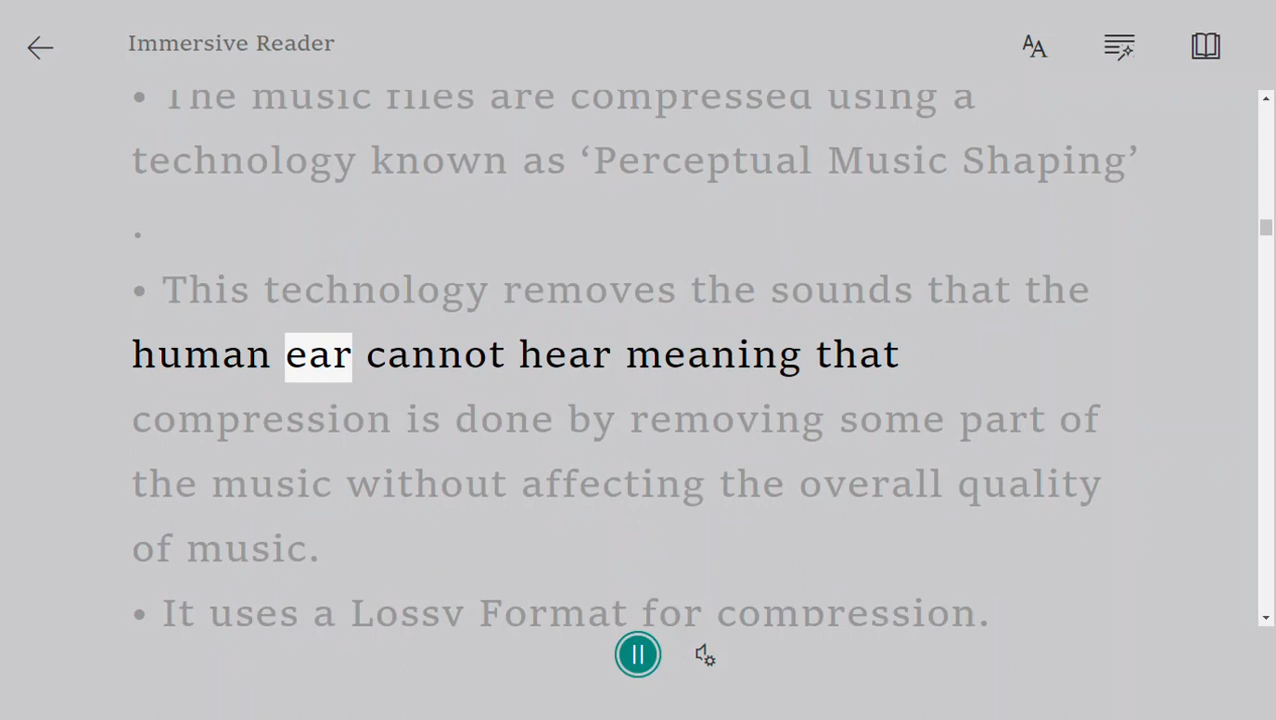 Immersive Reader
• The music files are compressed using a
technology known as ‘Perceptual Music Shaping’
.
• This technology removes the sounds that the
human ear cannot hear meaning that
compression is done by removing some part of
the music without affecting the overall quality
of music.
• It uses a Lossy Format for compression.